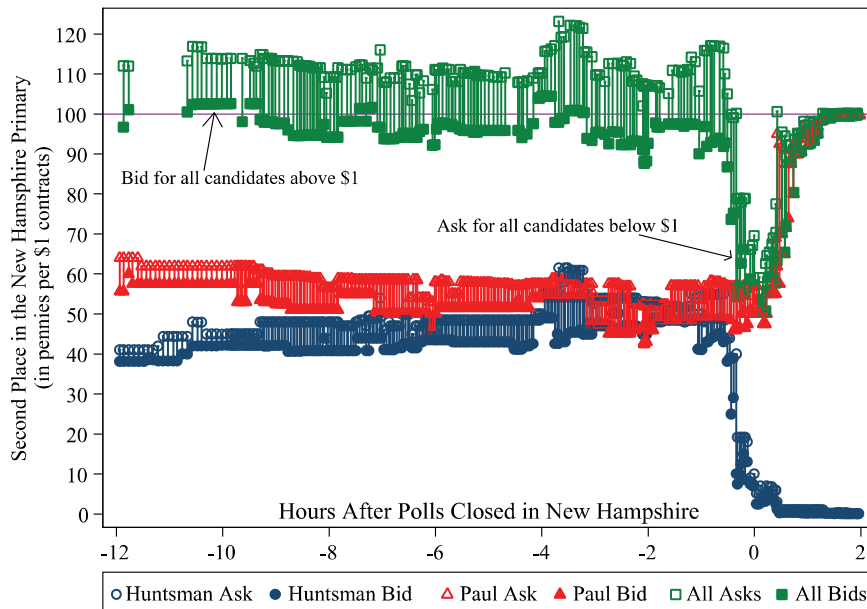 Second Place in the New Hamsphire Primary
(in pennies per $1 contracts)
120
110
100
90
80
70
60
50
40
30
20
10
0
Bid for all candidates above $1
Ask for all candidates below $1
Hours After Polls Closed in New Hampshire
-12 -10 -8 -6 -4 -2 0 2
Huntsman Ask Huntsman Bid Paul Ask Paul Bid All Asks All Bids